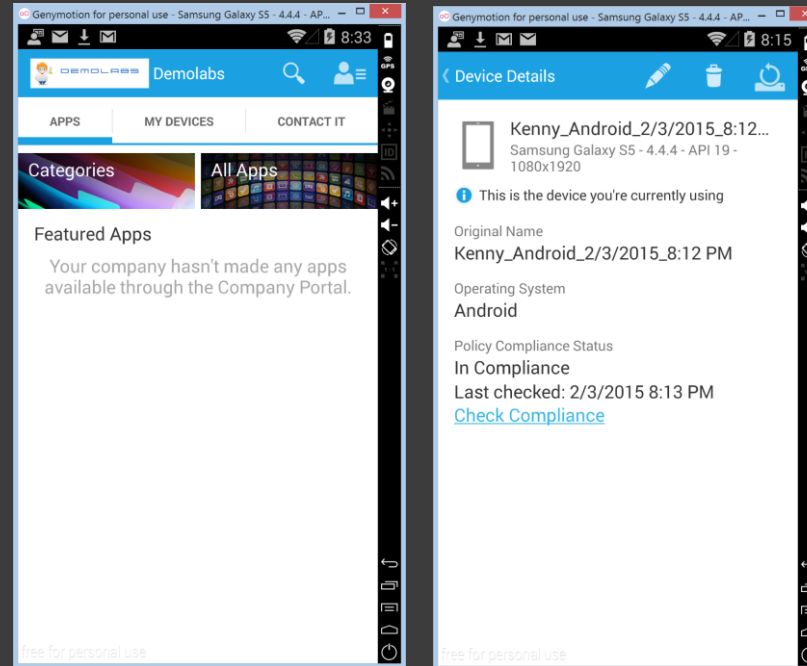 Genymotion for personal use - Samsung Galaxy S5 - 4.4.4 - AP...
8:33
DEMOLABS Demolabs
APPS MY DEVICES CONTACT IT
Categories All Apps
Featured Apps
Your company hasn't made any apps
available through the Company Portal.
GPS
ID
free for personal use
Genymotion for personal use - Samsung Galaxy S5 - 4.4.4 - AP...
8:15
Device Details
Kenny_Android_2/3/2015_8:12...
Samsung Galaxy S5 - 4.4.4 - API 19 -
1080x1920
This is the device you're currently using
Original Name
Kenny_Android_2/3/2015_8:12 PM
Operating System
Android
Policy Compliance Status
In Compliance
Last checked: 2/3/2015 8:13 PM
Check Compliance
free for personal use